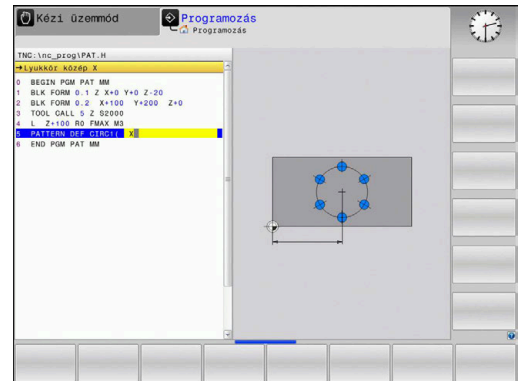 Kézi üzemmód
Programozás
Programozás
TNC:\nc_prog\PAT.H
→Lyukkör közép X
0 BEGIN PGM PAT MM
1 BLK FORM 0.1 Z X+0 Y+0 Z-20
2 BLK FORM 0.2 X+100 Y+200 Z+0
3 TOOL CALL 5 Z S2000
4 L Z+100 R0 FMAX M3
5 PATTERN DEF CIRC1( X
6 END PGM PAT MM